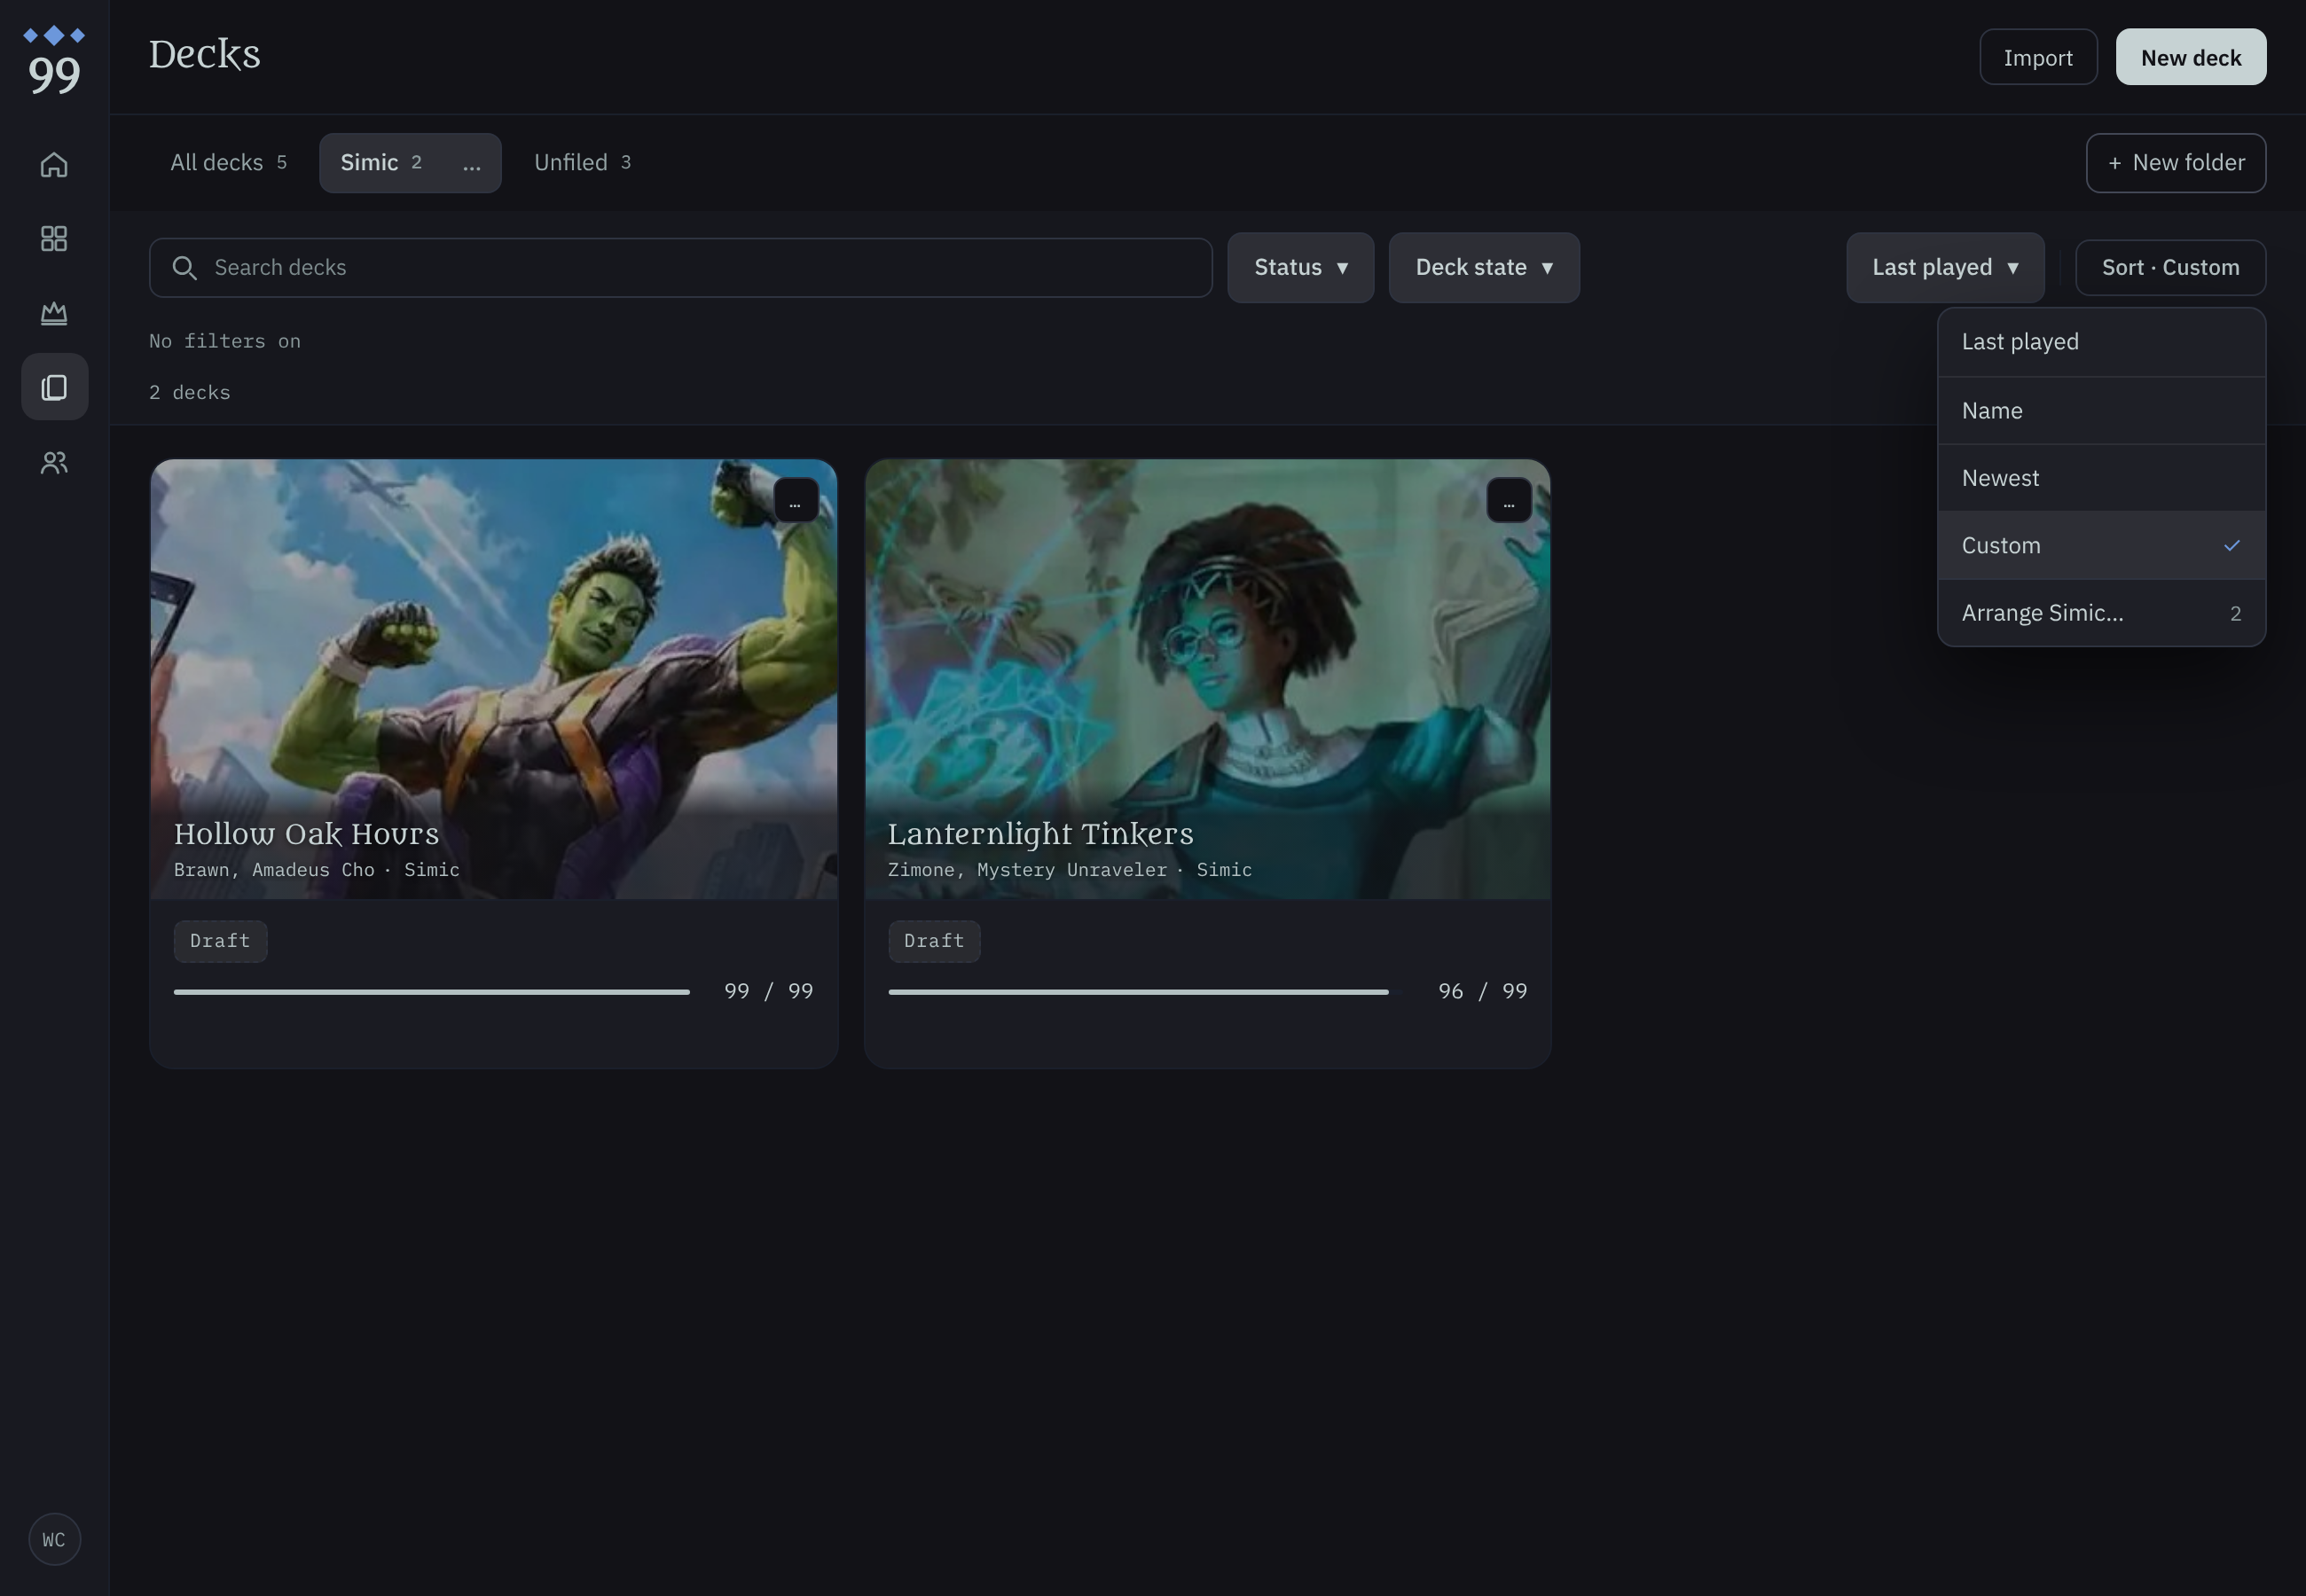 99
Decks
Import
New deck
All decks 5
Simic 2 ...
Unfiled 3
+ New folder
Search decks
Status ▾
Deck state ▾
Last played ▾
Sort · Custom
No filters on
2 decks
Last played
Name
Newest
Custom ✓
Arrange Simic... 2
...
Hollow Oak Hours
Brawn, Amadeus Cho · Simic
Draft
99 / 99
...
Lanternlight Tinkers
Zimone, Mystery Unraveler · Simic
Draft
96 / 99
WC